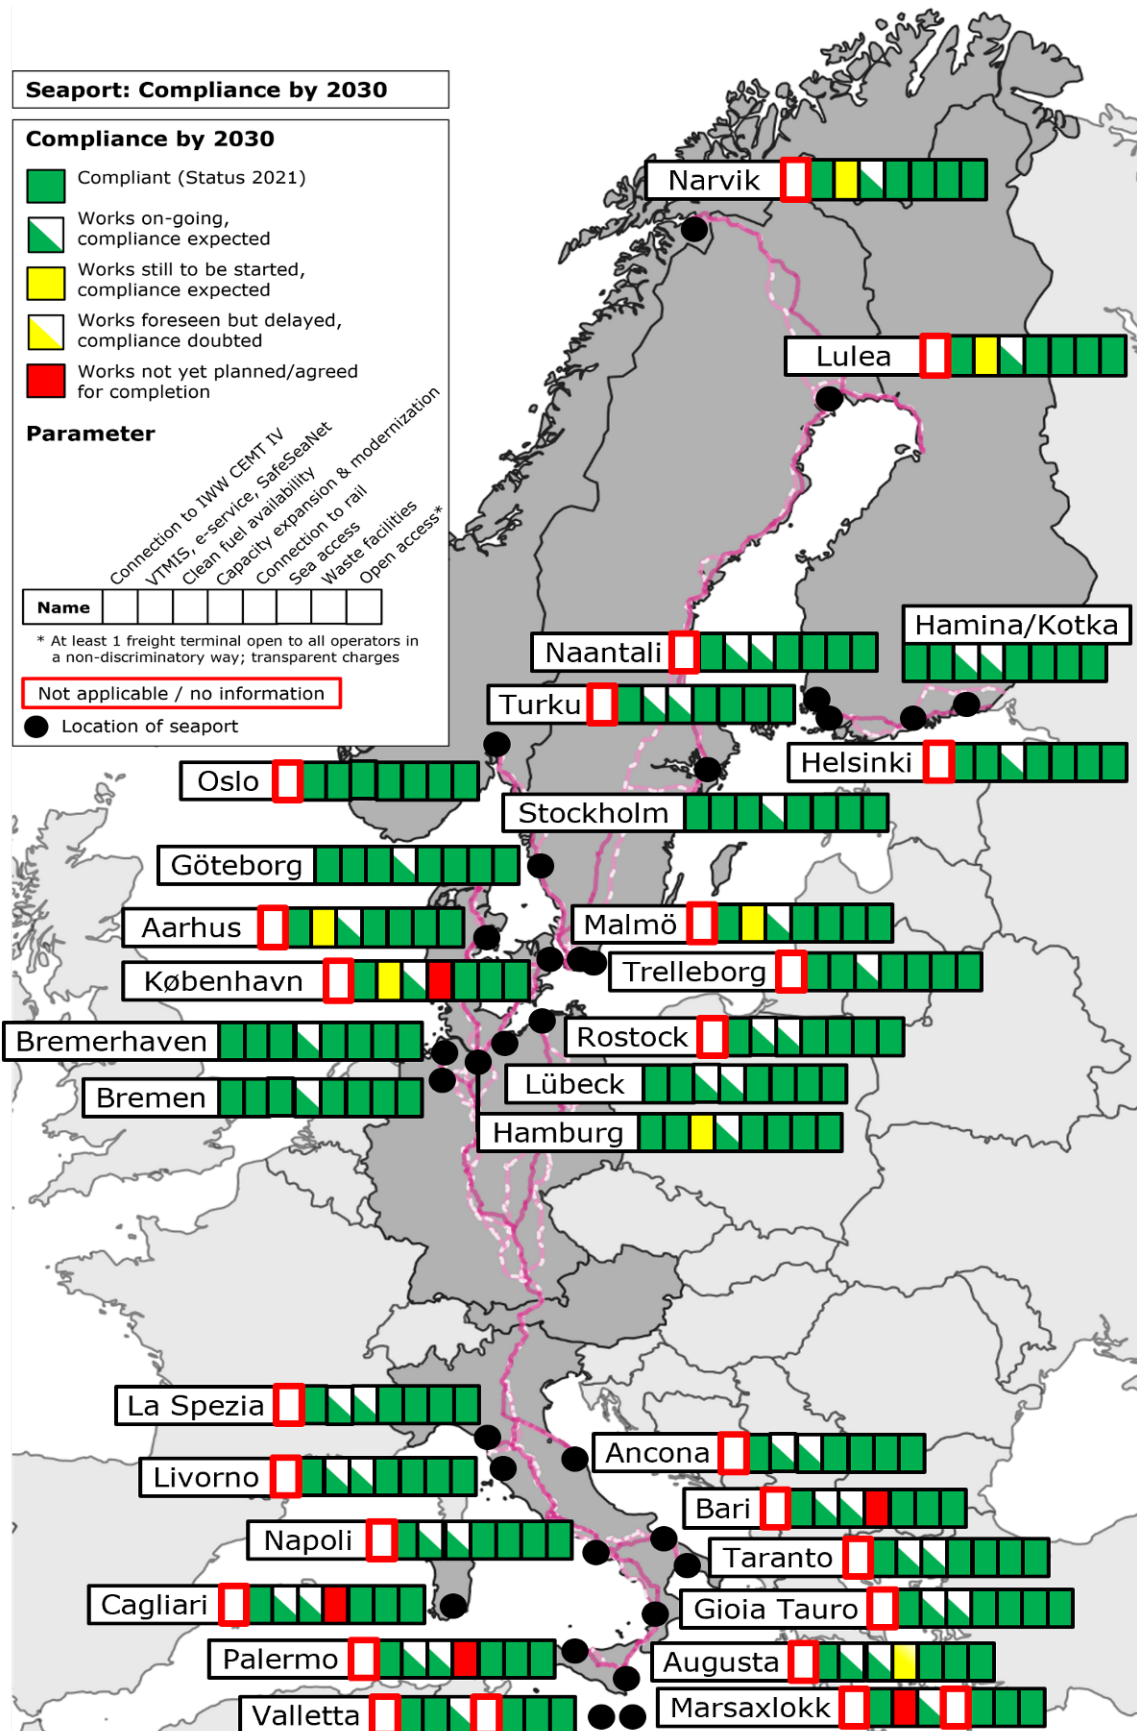 Seaport: Compliance by 2030
Compliance by 2030
Compliant (Status 2021)
Works on-going,
compliance expected
Works still to be started,
compliance expected
Works foreseen but delayed,
compliance doubted
Works not yet planned/agreed
for completion
Parameter
Connection to IWW CEMT IV
VTMIS, e-service, SafeSeaNet
Clean fuel availability
Capacity expansion & modernization
Connection to rail
Sea access
Waste facilities
Open access*
Name
* At least 1 freight terminal open to all operators in
a non-discriminatory way; transparent charges
Not applicable / no information
Location of seaport
Narvik
Lulea
Hamina/Kotka
Naantali
Turku
Helsinki
Oslo
Stockholm
Göteborg
Aarhus
Malmö
København
Trelleborg
Bremerhaven
Rostock
Bremen
Lübeck
Hamburg
La Spezia
Ancona
Livorno
Bari
Napoli
Taranto
Cagliari
Gioia Tauro
Palermo
Augusta
Valletta
Marsaxlokk